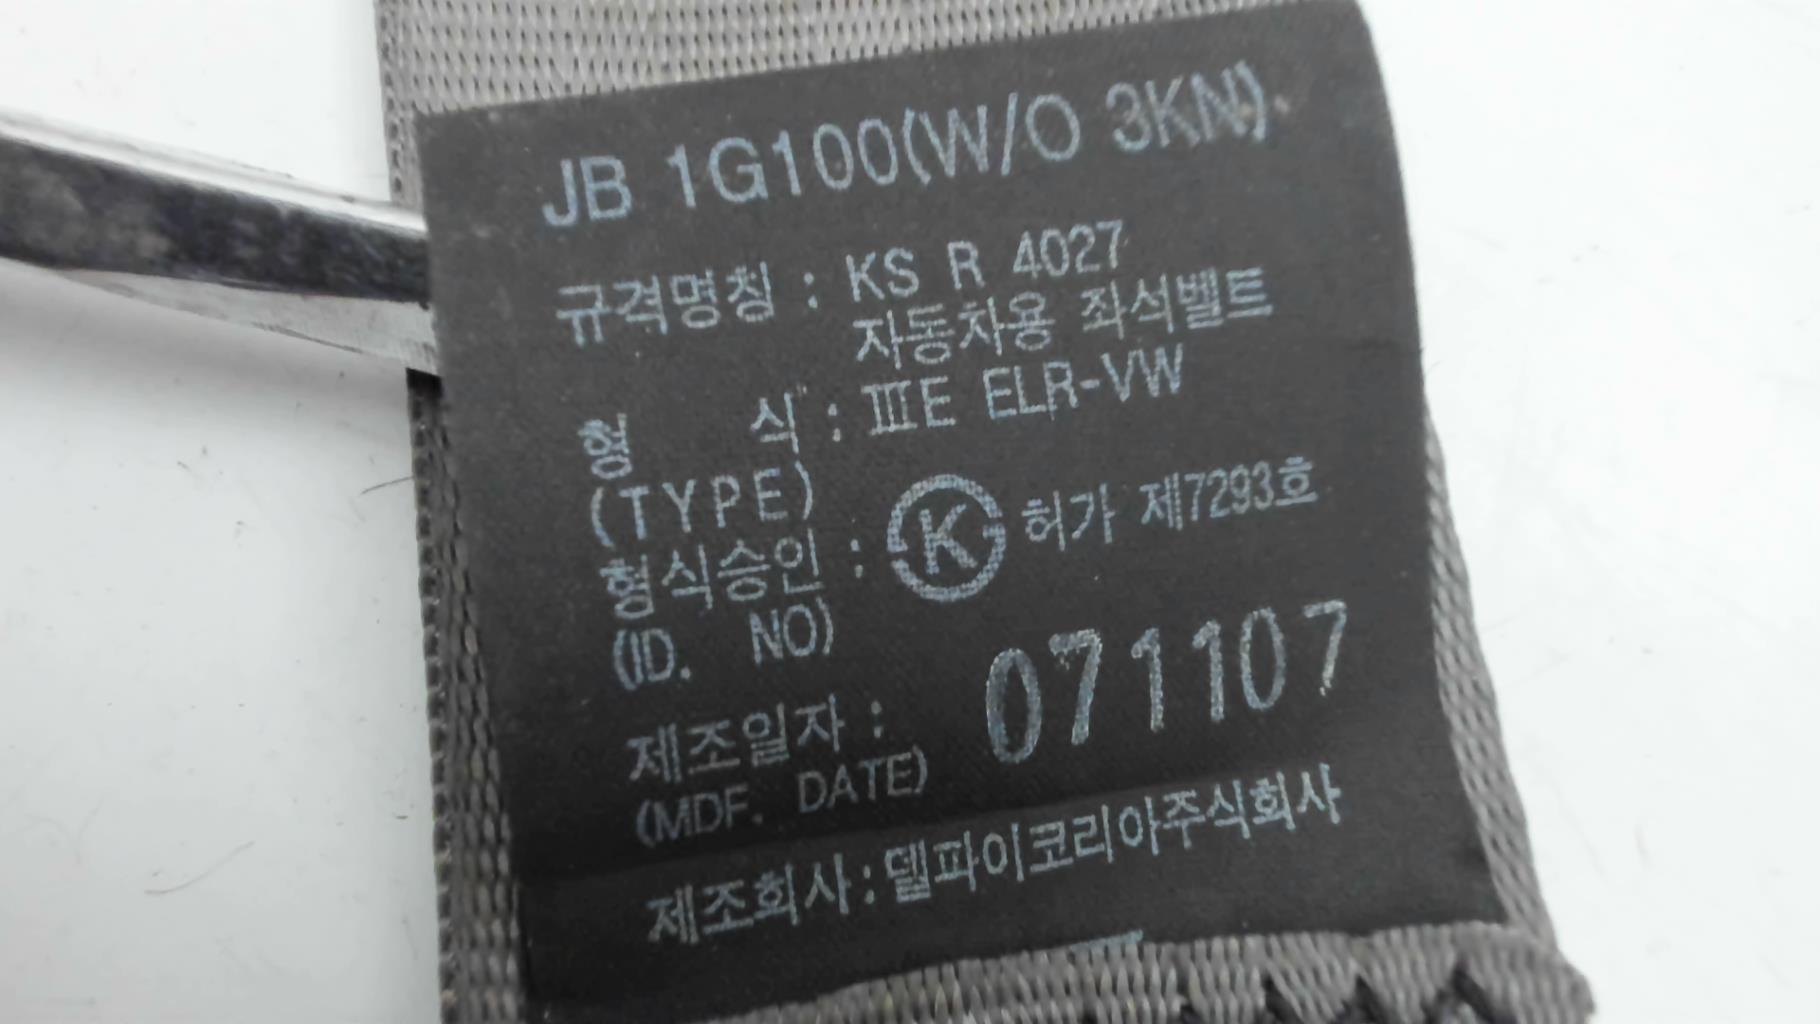 JB 1G100(W/O 3KN)
규격명칭 : KS R 4027
자동차용 좌석벨트
형 식 : ⅢE ELR-VW
(TYPE)
형식승인 : K 허가 제7293호
(ID. NO)
제조일자 : 071107
(MDF. DATE)
제조회사 : 델파이코리아주식회사